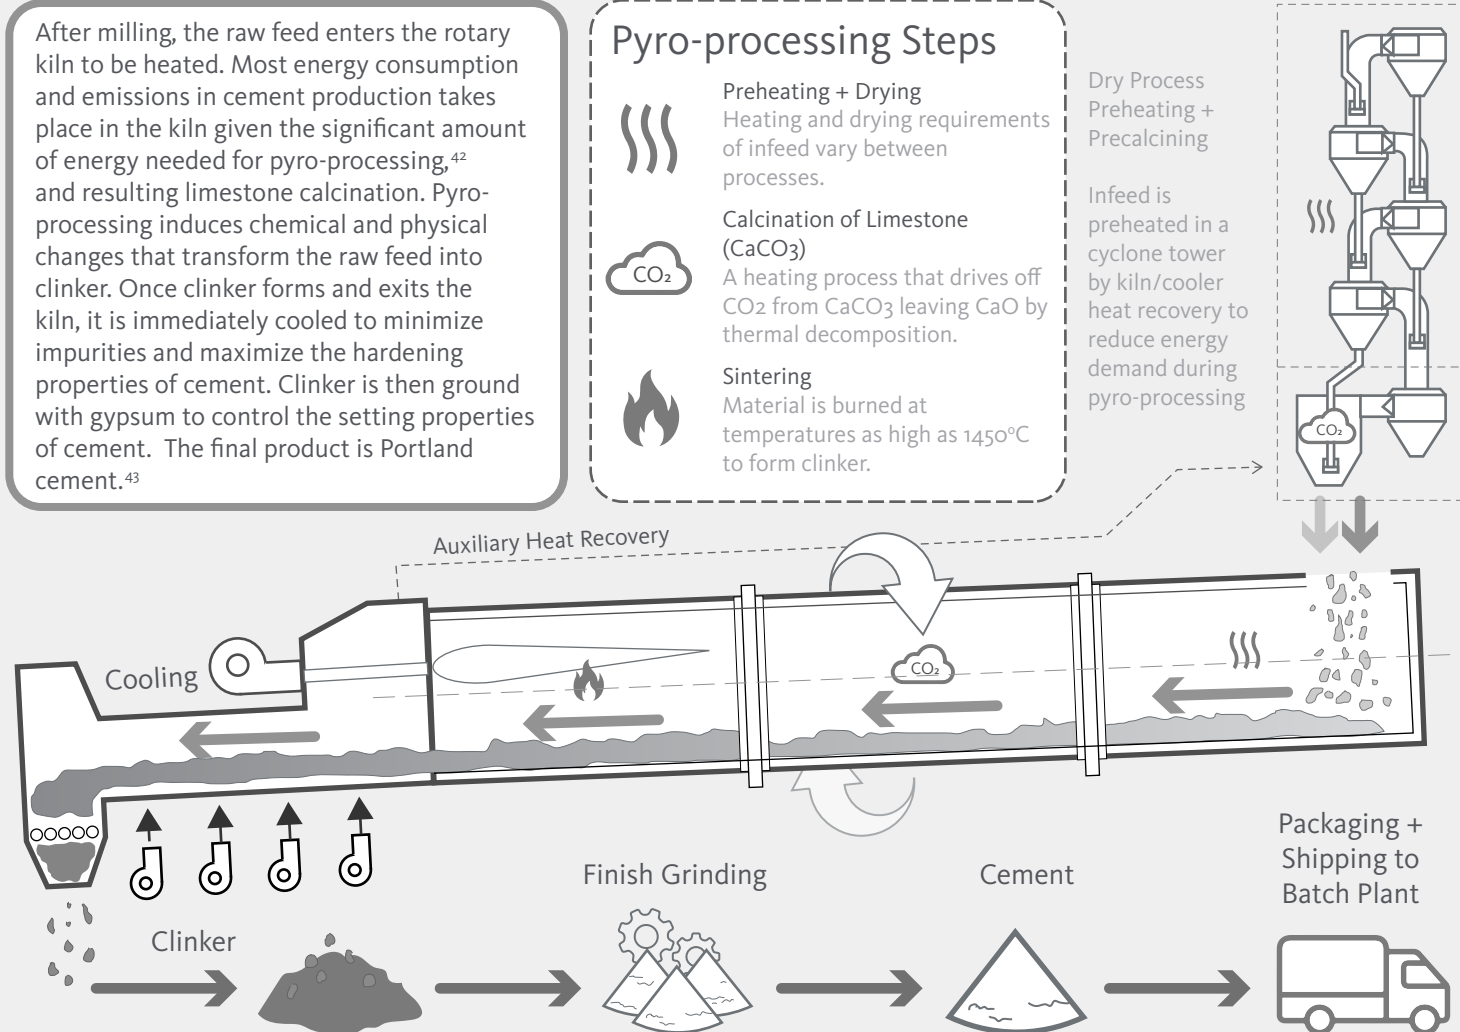 After milling, the raw feed enters the rotary
kiln to be heated. Most energy consumption
and emissions in cement production takes
place in the kiln given the significant amount
of energy needed for pyro-processing,⁴²
and resulting limestone calcination. Pyro-
processing induces chemical and physical
changes that transform the raw feed into
clinker. Once clinker forms and exits the
kiln, it is immediately cooled to minimize
impurities and maximize the hardening
properties of cement. Clinker is then ground
with gypsum to control the setting properties
of cement.  The final product is Portland
cement.⁴³
Pyro-processing Steps
Preheating + Drying
Heating and drying requirements
of infeed vary between
processes.
Calcination of Limestone
(CaCO3)
CO₂
A heating process that drives off
CO2 from CaCO3 leaving CaO by
thermal decomposition.
Sintering
Material is burned at
temperatures as high as 1450°C
to form clinker.
Dry Process
Preheating +
Precalcining
Infeed is
preheated in a
cyclone tower
by kiln/cooler
heat recovery to
reduce energy
demand during
pyro-processing
CO₂
Auxiliary Heat Recovery
Cooling
CO₂
Clinker
Finish Grinding
Cement
Packaging +
Shipping to
Batch Plant